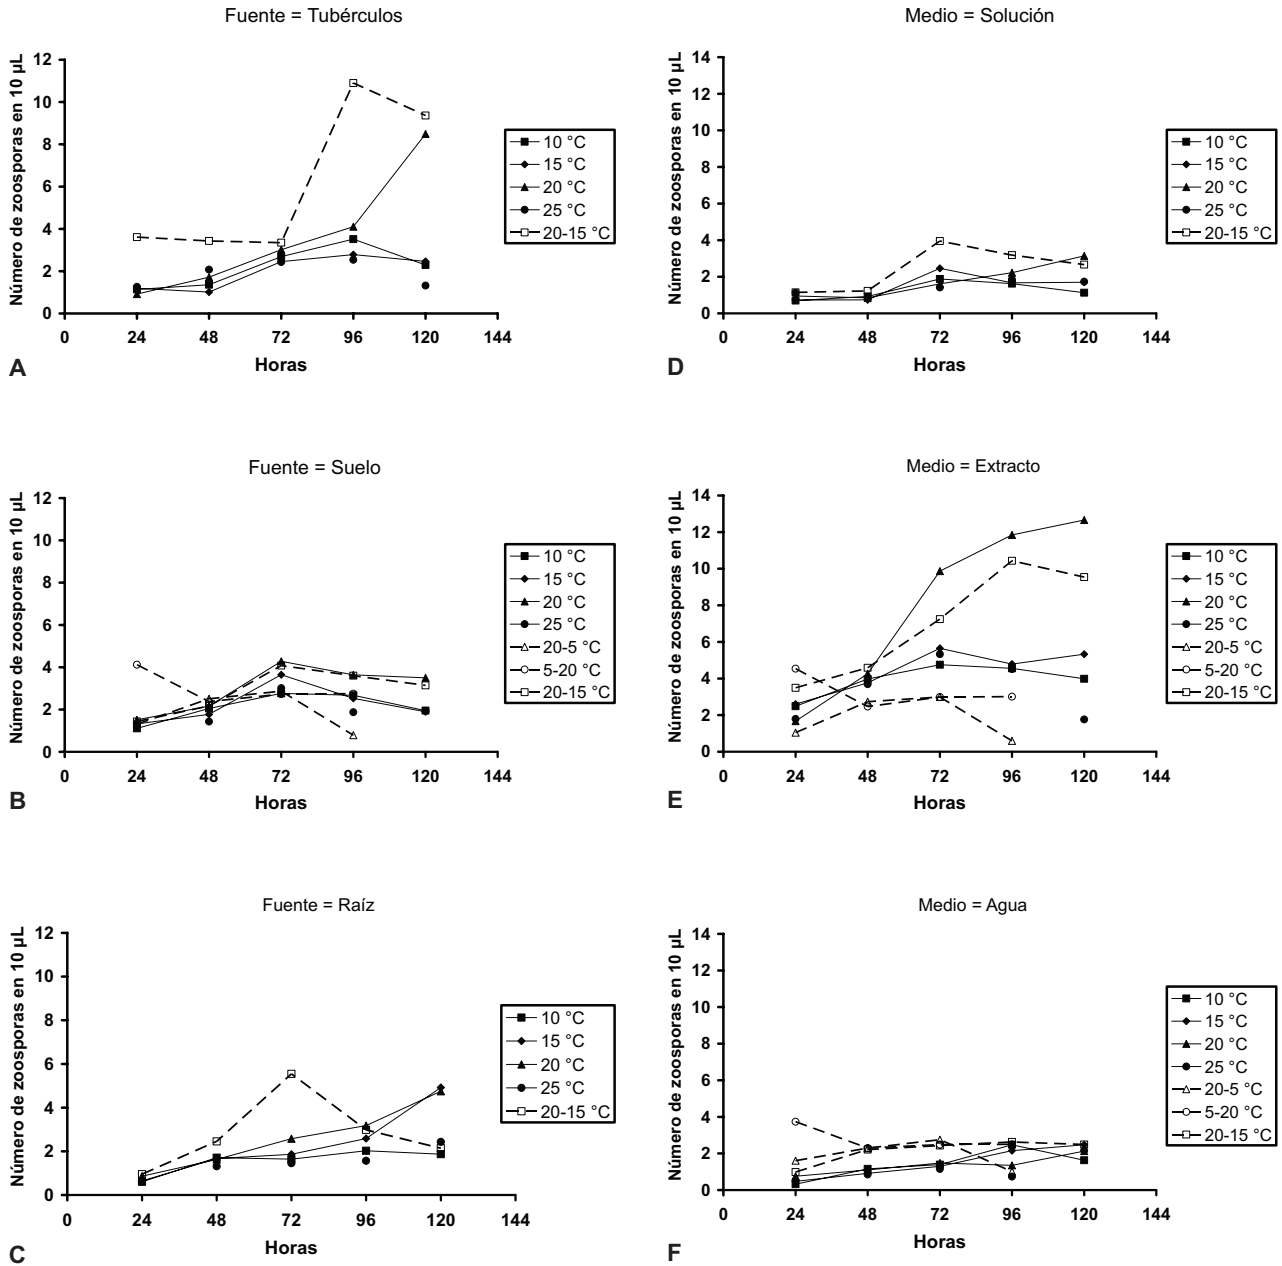 Fuente = Tubérculos
Número de zoosporas en 10 µL
12
10
8
6
4
2
0
0 24 48 72 96 120 144
Horas
10 °C
15 °C
20 °C
25 °C
20-15 °C
A
Medio = Solución
Número de zoosporas en 10 µL
14
12
10
8
6
4
2
0
0 24 48 72 96 120 144
Horas
10 °C
15 °C
20 °C
25 °C
20-15 °C
D
Fuente = Suelo
Número de zoosporas en 10 µL
12
10
8
6
4
2
0
0 24 48 72 96 120 144
Horas
10 °C
15 °C
20 °C
25 °C
20-5 °C
5-20 °C
20-15 °C
B
Medio = Extracto
Número de zoosporas en 10 µL
14
12
10
8
6
4
2
0
0 24 48 72 96 120 144
Horas
10 °C
15 °C
20 °C
25 °C
20-5 °C
5-20 °C
20-15 °C
E
Fuente = Raíz
Número de zoosporas en 10 µL
12
10
8
6
4
2
0
0 24 48 72 96 120 144
Horas
10 °C
15 °C
20 °C
25 °C
20-15 °C
C
Medio = Agua
Número de zoosporas en 10 µL
14
12
10
8
6
4
2
0
0 24 48 72 96 120 144
Horas
10 °C
15 °C
20 °C
25 °C
20-5 °C
5-20 °C
20-15 °C
F